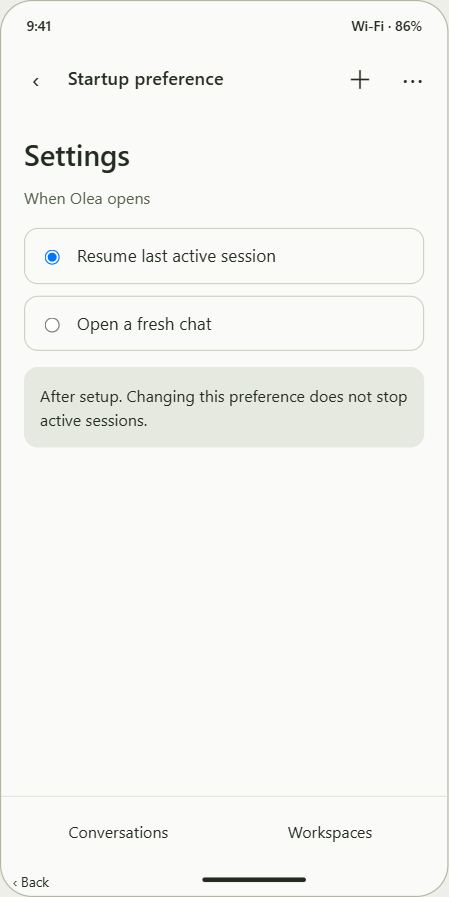 9:41
Wi-Fi · 86%
‹ Startup preference + ...
Settings
When Olea opens
Resume last active session
Open a fresh chat
After setup. Changing this preference does not stop
active sessions.
Conversations
Workspaces
‹ Back